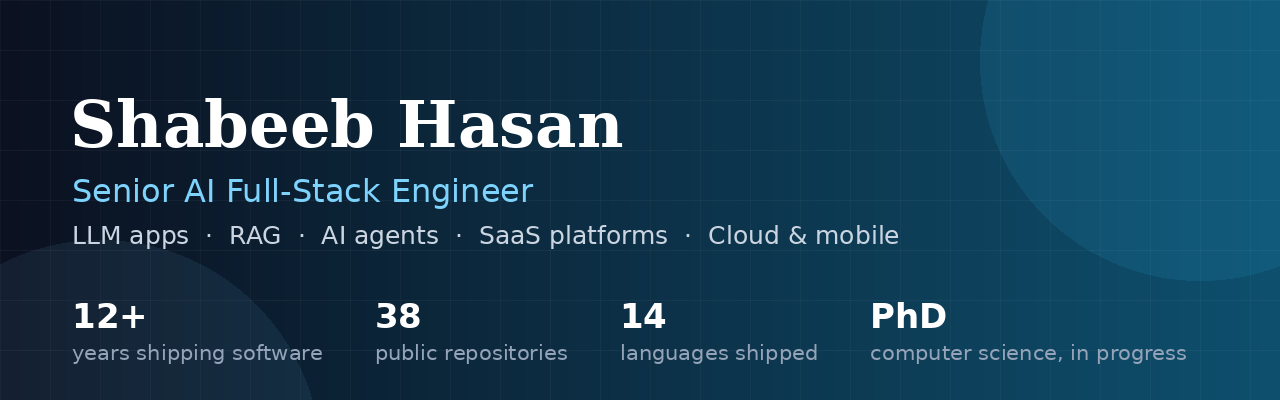 Shabeeb Hasan
Senior AI Full-Stack Engineer
LLM apps · RAG · AI agents · SaaS platforms · Cloud & mobile
12+ 38 14 PhD
years shipping software public repositories languages shipped computer science, in progress